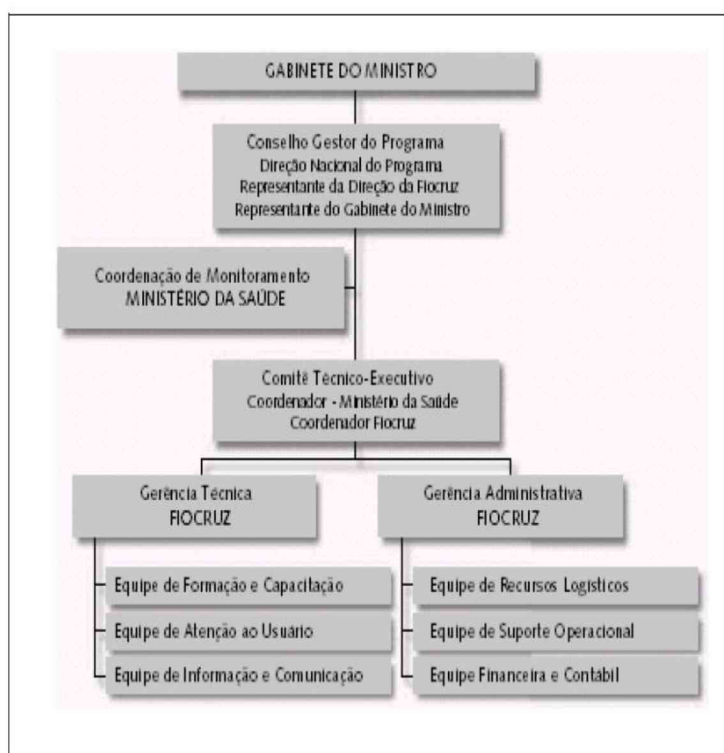 GABINETE DO MINISTRO
Conselho Gestor do Programa
Direção Nacional do Programa
Representante da Direção da Fiocruz
Representante do Gabinete do Ministro
Coordenação de Monitoramento
MINISTÉRIO DA SAÚDE
Comitê Técnico-Executivo
Coordenador - Ministério da Saúde
Coordenador Fiocruz
Gerência Técnica
FIOCRUZ
Gerência Administrativa
FIOCRUZ
Equipe de Formação e Capacitação
Equipe de Atenção ao Usuário
Equipe de Informação e Comunicação
Equipe de Recursos Logísticos
Equipe de Suporte Operacional
Equipe Financeira e Contábil